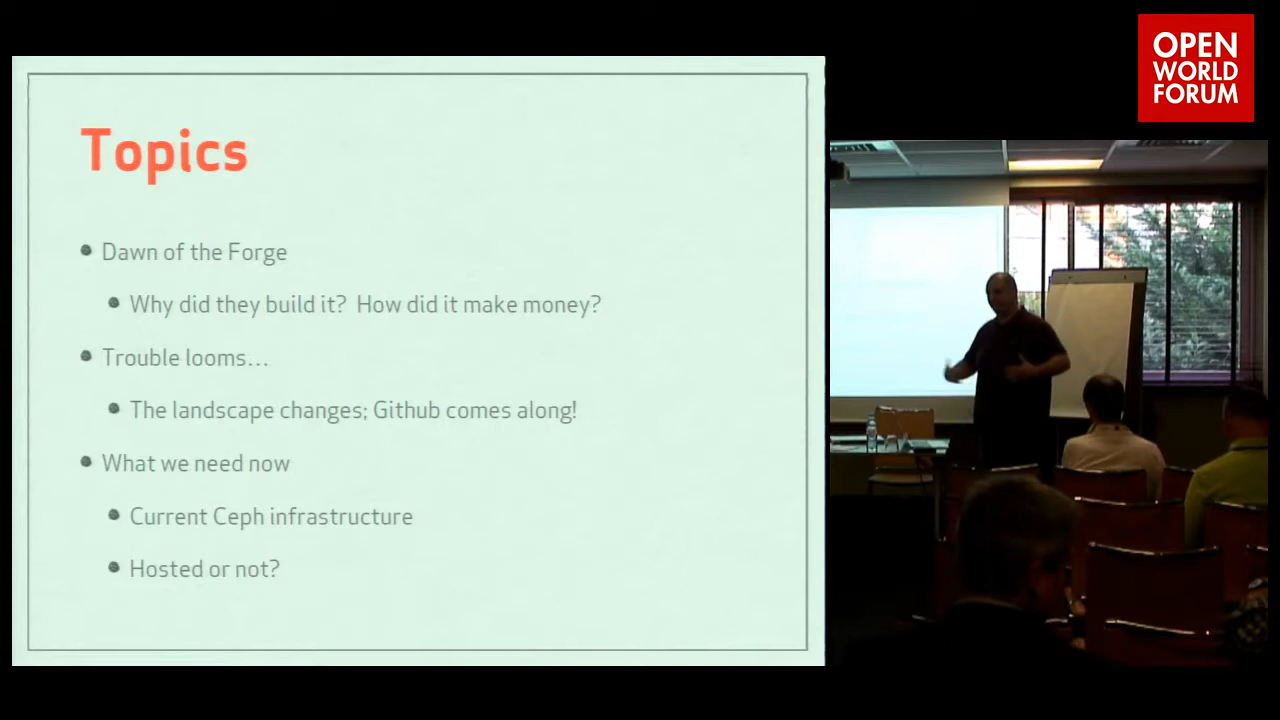 OPEN
WORLD
FORUM
Topics
Dawn of the Forge
Why did they build it? How did it make money?
Trouble looms...
The landscape changes; Github comes along!
What we need now
Current Ceph infrastructure
Hosted or not?